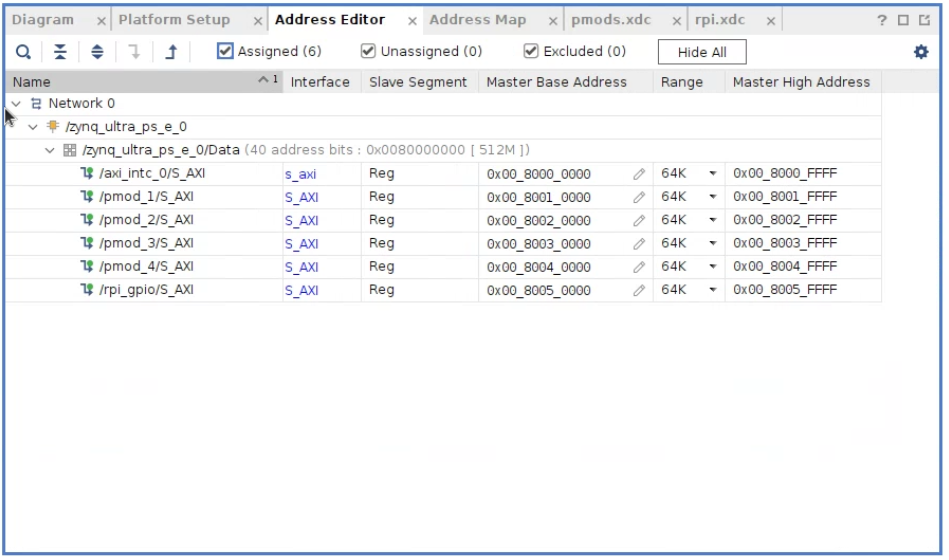 Diagram × Platform Setup × Address Editor × Address Map × pmods.xdc × rpi.xdc × ?
Assigned (6) Unassigned (0) Excluded (0) Hide All
Name 1 Interface Slave Segment Master Base Address Range Master High Address
Network 0
/zynq_ultra_ps_e_0
/zynq_ultra_ps_e_0/Data (40 address bits : 0x0080000000 [ 512M ])
/axi_intc_0/S_AXI s_axi Reg 0x00_8000_0000 64K 0x00_8000_FFFF
/pmod_1/S_AXI S_AXI Reg 0x00_8001_0000 64K 0x00_8001_FFFF
/pmod_2/S_AXI S_AXI Reg 0x00_8002_0000 64K 0x00_8002_FFFF
/pmod_3/S_AXI S_AXI Reg 0x00_8003_0000 64K 0x00_8003_FFFF
/pmod_4/S_AXI S_AXI Reg 0x00_8004_0000 64K 0x00_8004_FFFF
/rpi_gpio/S_AXI S_AXI Reg 0x00_8005_0000 64K 0x00_8005_FFFF